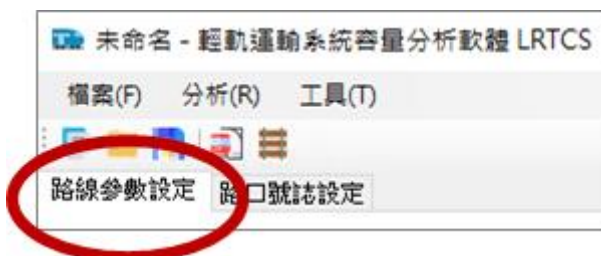 未命名 - 輕軌運輸系統容量分析軟體 LRTCS
檔案(F) 分析(R) 工具(T)
路線參數設定 路口號誌設定